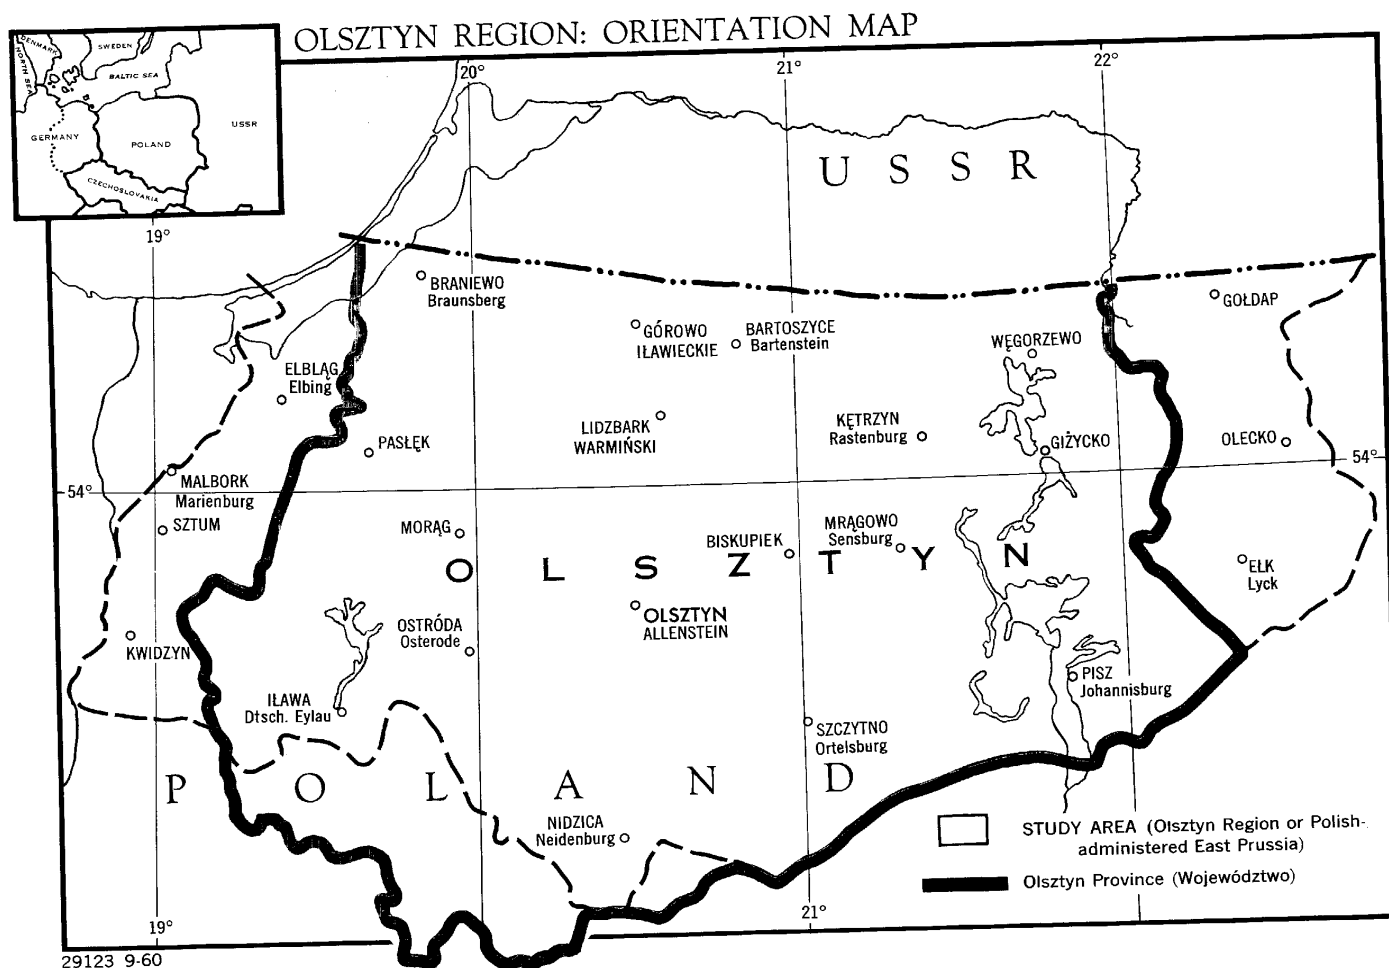 OLSZTYN REGION: ORIENTATION MAP
DENMARK
SWEDEN
NORTH SEA
BALTIC SEA
USSR
GERMANY
POLAND
CZECHOSLOVAKIA
20°
21°
22°
19°
U S S R
BRANIEWO
Braunsberg
GOŁDAP
GÓROWO
IŁAWIECKIE
BARTOSZYCE
Bartenstein
WĘGORZEWO
ELBLĄG
Elbing
LIDZBARK
WARMIŃSKI
KĘTRZYN
Rastenburg
PASŁĘK
GIŻYCKO
OLECKO
54°
54°
MALBORK
Marienburg
SZTUM
MORĄG
BISKUPIEK
MRĄGOWO
Sensburg
O L S Z T Y N
EŁK
Lyck
OLSZTYN
ALLENSTEIN
OSTRÓDA
Osterode
KWIDZYN
PISZ
Johannisburg
IŁAWA
Dtsch. Eylau
SZCZYTNO
Ortelsburg
P O L A N D
NIDZICA
Neidenburg
STUDY AREA (Olsztyn Region or Polish-
administered East Prussia)
Olsztyn Province (Województwo)
19°
21°
29123 9-60